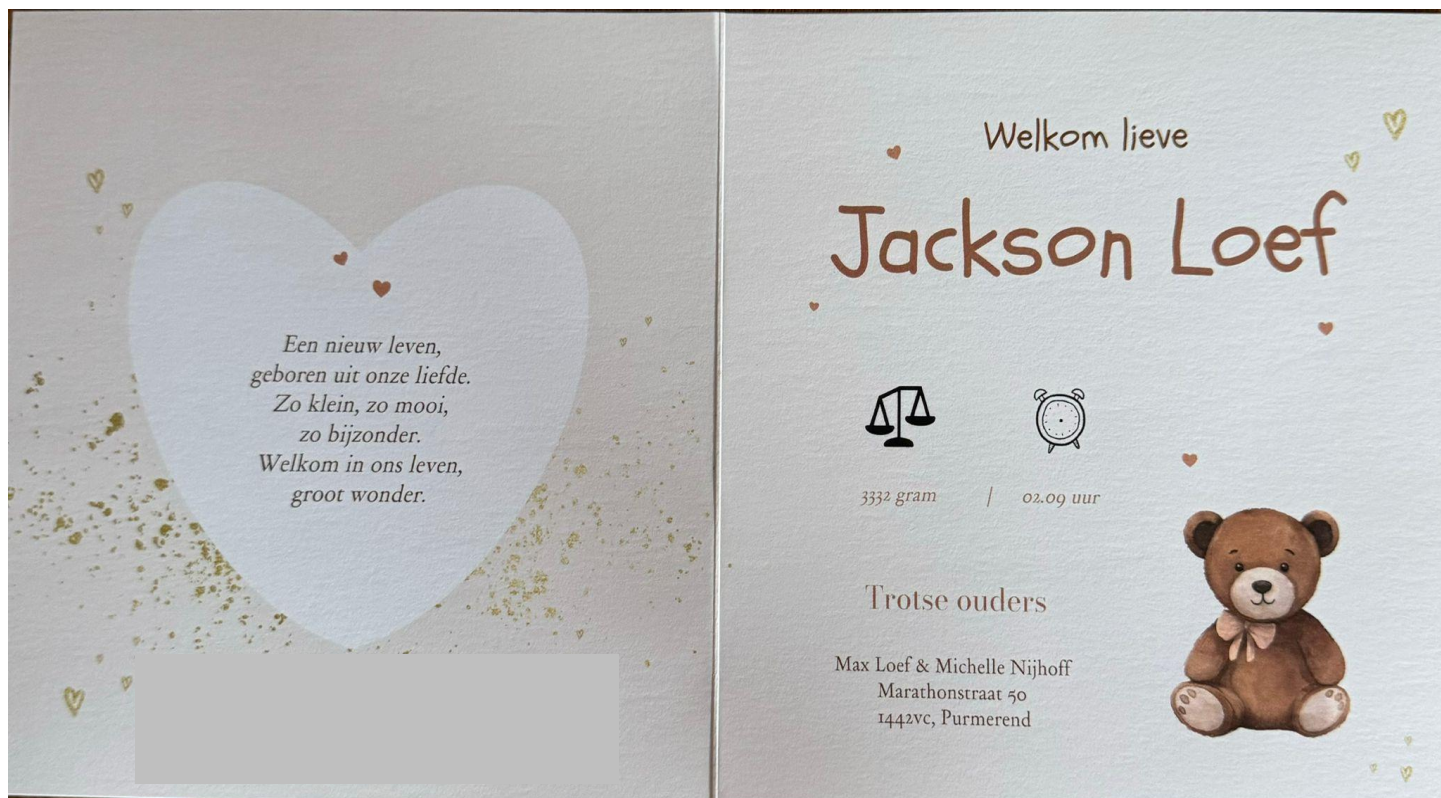 Een nieuw leven,
geboren uit onze liefde.
Zo klein, zo mooi,
zo bijzonder.
Welkom in ons leven,
groot wonder.
Welkom lieve
Jackson Loef
3332 gram | 02.09 uur
Trotse ouders
Max Loef & Michelle Nijhoff
Marathonstraat 50
1442vc, Purmerend